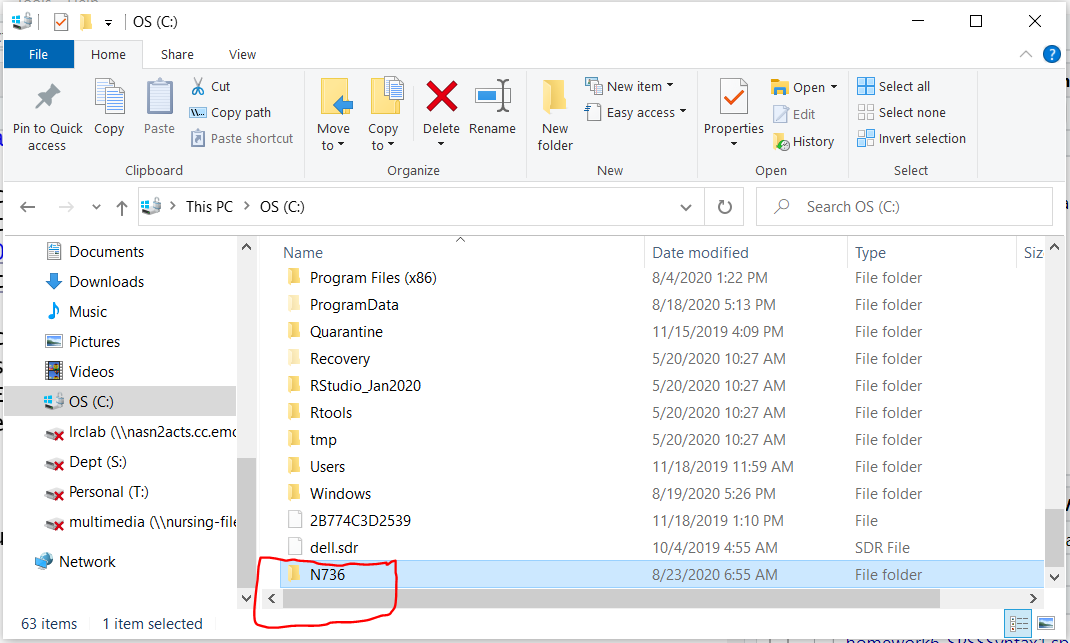 OS (C:)
File Home Share View
Pin to Quick access
Copy
Paste
Cut
Copy path
Paste shortcut
Clipboard
Move to
Copy to
Delete
Rename
Organize
New folder
New item
Easy access
New
Properties
Open
Edit
History
Open
Select all
Select none
Invert selection
Select
This PC > OS (C:)
Search OS (C:)
Documents
Downloads
Music
Pictures
Videos
OS (C:)
lrclab (\\nasn2acts.cc.emo
Dept (S:)
Personal (T:)
multimedia (\\nursing-file
Network
Name Date modified Type Siz
Program Files (x86) 8/4/2020 1:22 PM File folder
ProgramData 8/18/2020 5:13 PM File folder
Quarantine 11/15/2019 4:09 PM File folder
Recovery 5/20/2020 10:27 AM File folder
RStudio_Jan2020 5/20/2020 10:27 AM File folder
Rtools 5/20/2020 10:27 AM File folder
tmp 5/20/2020 10:27 AM File folder
Users 11/18/2019 11:59 AM File folder
Windows 8/19/2020 5:26 PM File folder
2B774C3D2539 11/18/2019 1:10 PM File
dell.sdr 10/4/2019 4:55 AM SDR File
N736 8/23/2020 6:55 AM File folder
63 items 1 item selected